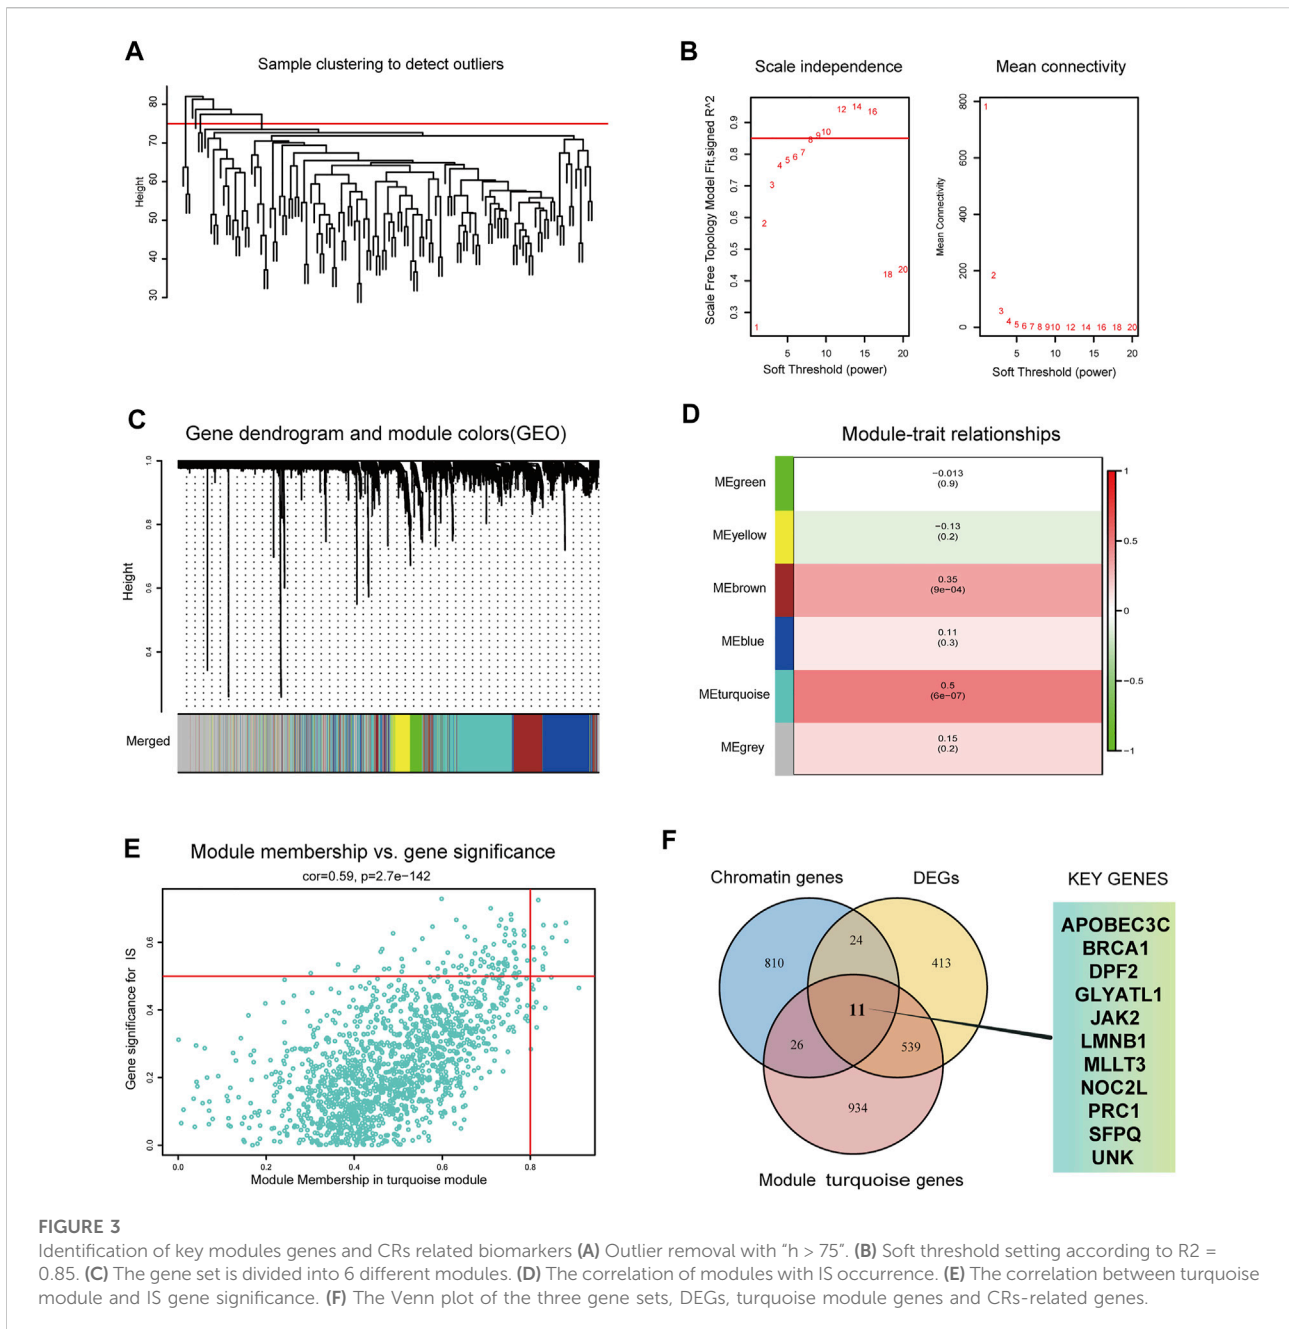 A
Sample clustering to detect outliers
Height
80
70
60
50
40
30
B
Scale independence
Scale Free Topology Model Fit,signed R^2
0.9
0.8
0.7
0.6
0.5
0.4
0.3
1
2
3
4
5
6
7
8
9
10
12
14
16
18
20
5
10
15
20
Soft Threshold (power)
Mean connectivity
Mean Connectivity
800
600
400
200
0
1
2
3
4
5
6
7
8
9
10
12
14
16
18
20
5
10
15
20
Soft Threshold (power)
C
Gene dendrogram and module colors(GEO)
Height
1.0
0.8
0.6
0.4
Merged
D
Module-trait relationships
MEgreen
−0.013
(0.9)
MEyellow
−0.13
(0.2)
MEbrown
0.35
(9e−04)
MEblue
0.11
(0.3)
MEturquoise
0.5
(6e−07)
MEgrey
0.15
(0.2)
1
0.5
0
−0.5
−1
E
Module membership vs. gene significance
cor=0.59, p=2.7e−142
Gene significance for IS
0.6
0.4
0.2
0.0
0.0
0.2
0.4
0.6
0.8
Module Membership in turquoise module
F
Chromatin genes
DEGs
KEY GENES
810
24
413
11
26
539
934
Module turquoise genes
APOBEC3C
BRCA1
DPF2
GLYATL1
JAK2
LMNB1
MLLT3
NOC2L
PRC1
SFPQ
UNK
FIGURE 3
Identification of key modules genes and CRs related biomarkers (A) Outlier removal with “h > 75”. (B) Soft threshold setting according to R2 =
0.85. (C) The gene set is divided into 6 different modules. (D) The correlation of modules with IS occurrence. (E) The correlation between turquoise
module and IS gene significance. (F) The Venn plot of the three gene sets, DEGs, turquoise module genes and CRs-related genes.